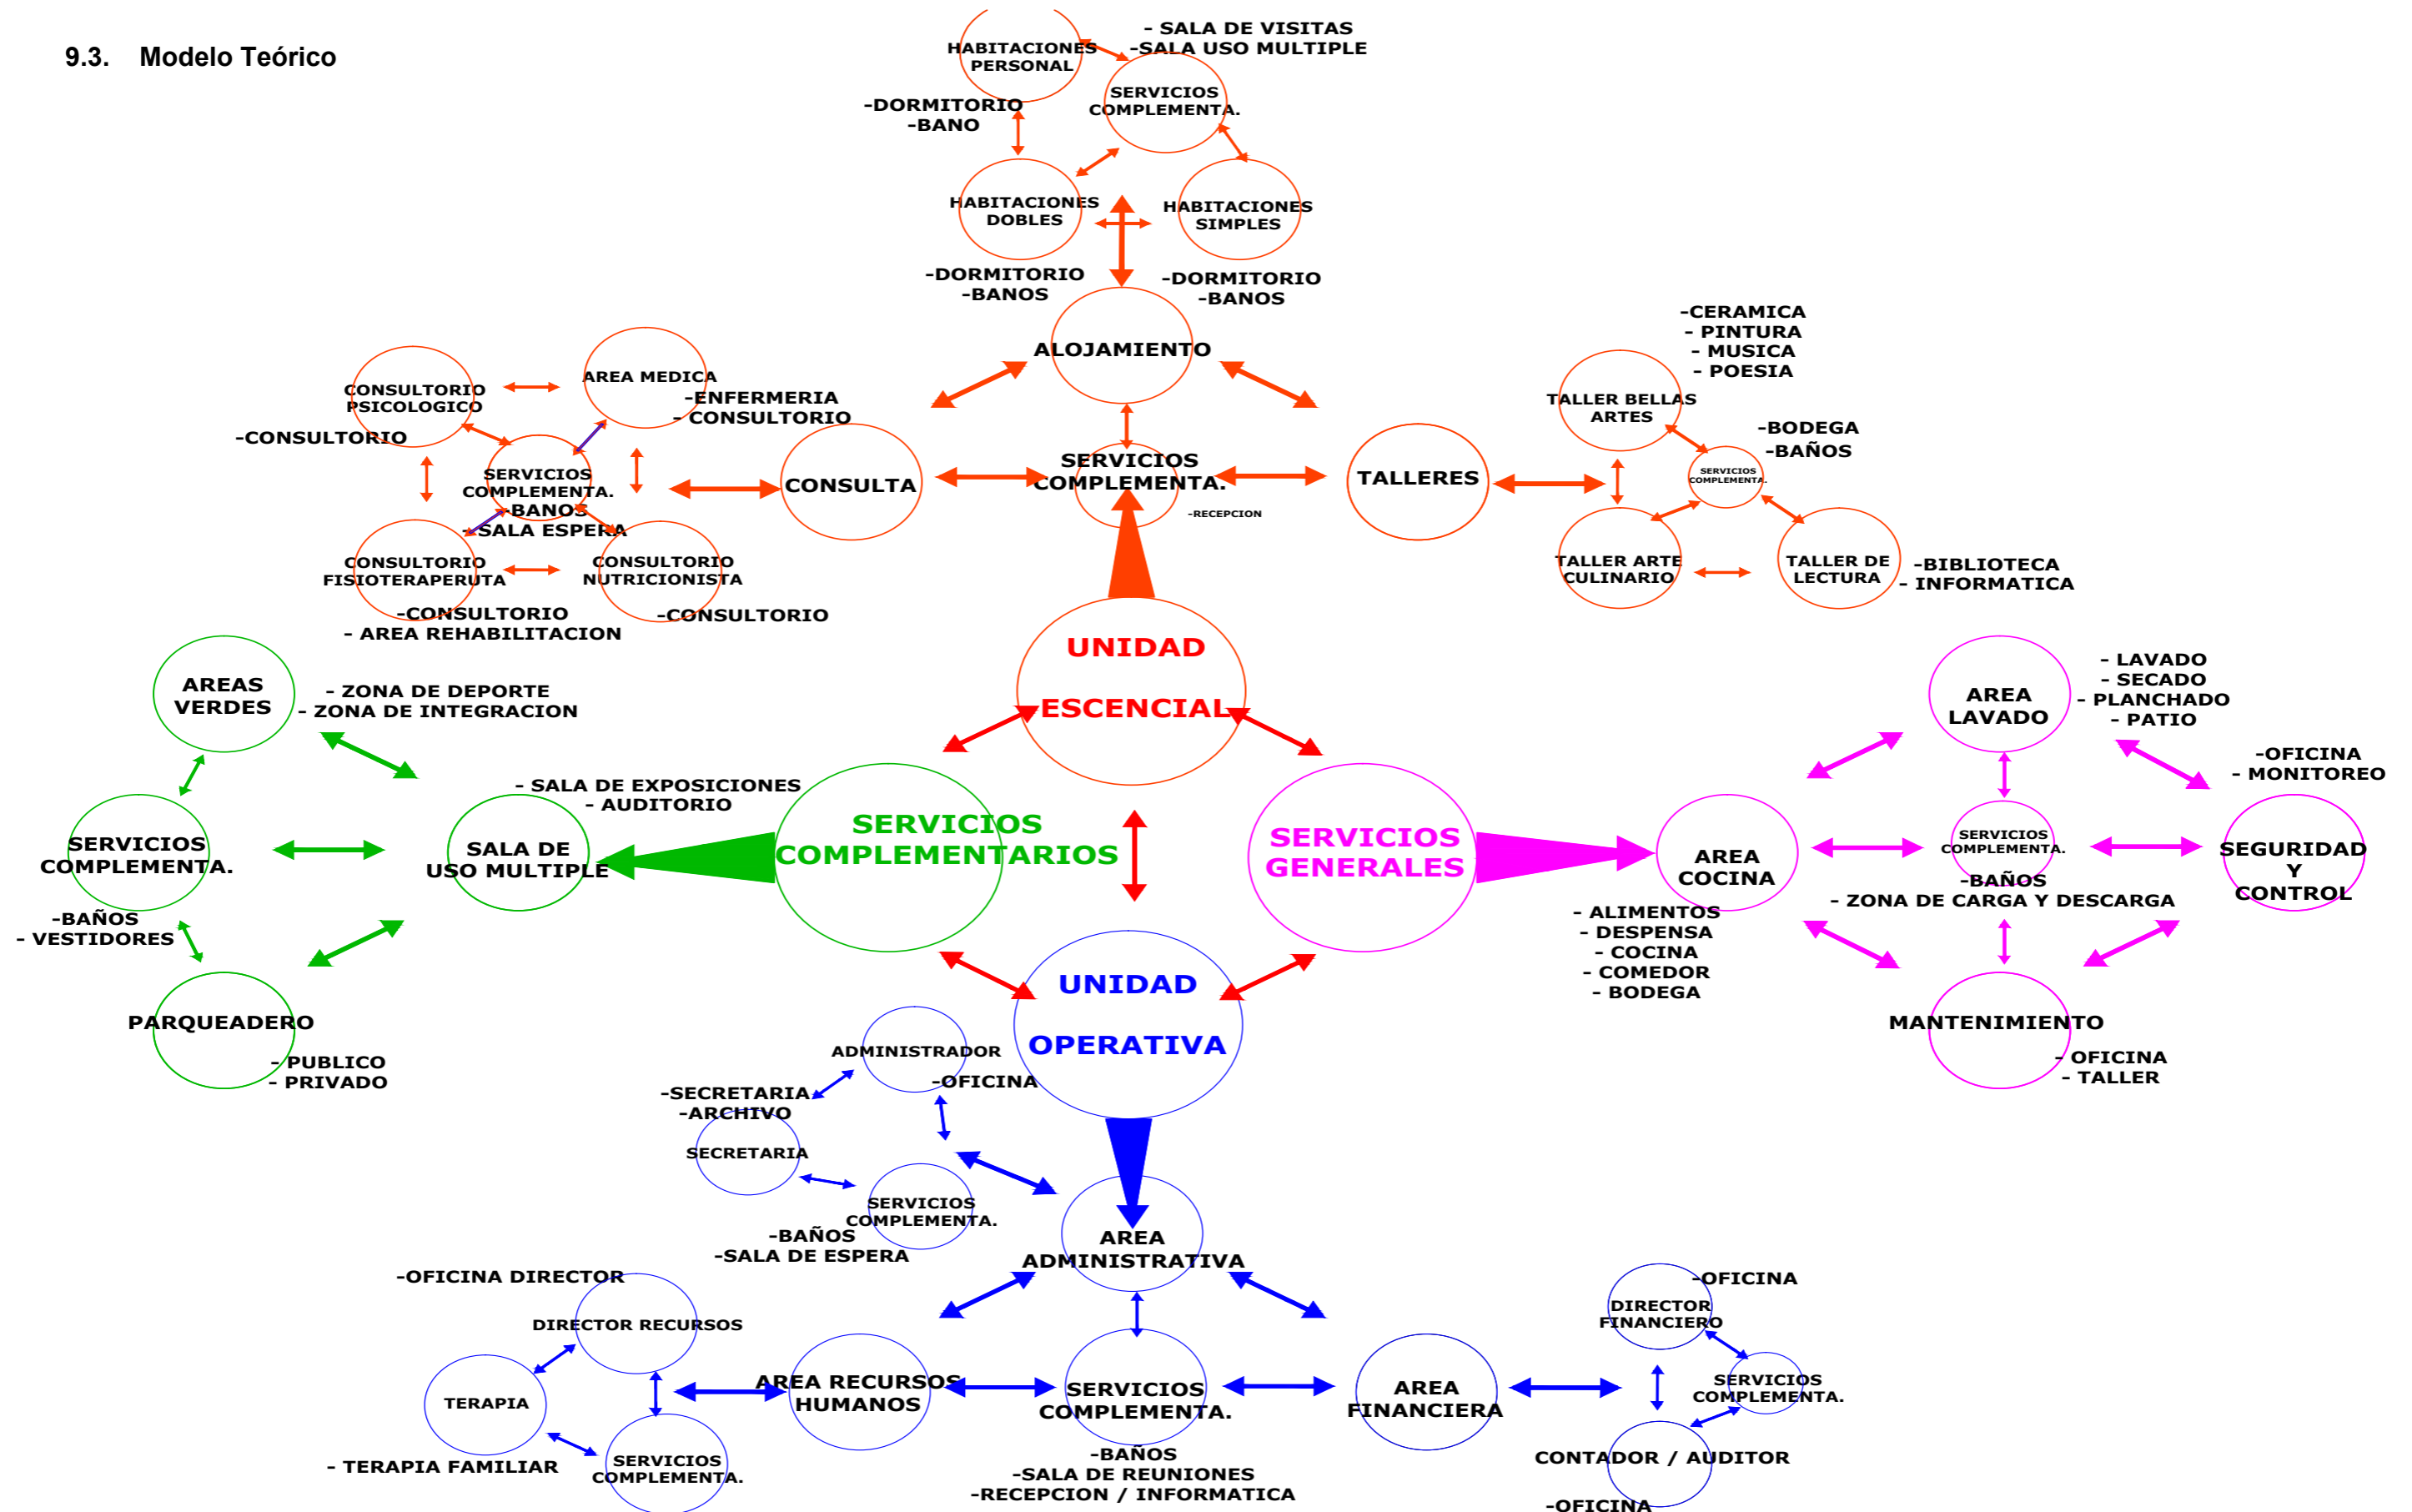 9.3. Modelo Teórico
HABITACIONES
PERSONAL
- SALA DE VISITAS
-SALA USO MULTIPLE
SERVICIOS
COMPLEMENTA.
-DORMITORIO
-BANO
HABITACIONES
DOBLES
HABITACIONES
SIMPLES
-DORMITORIO
-BANOS
-DORMITORIO
-BANOS
ALOJAMIENTO
CONSULTORIO
PSICOLOGICO
AREA MEDICA
-ENFERMERIA
- CONSULTORIO
-CONSULTORIO
SERVICIOS
COMPLEMENTA.
-BANOS
- SALA ESPERA
CONSULTORIO
FISIOTERAPERUTA
CONSULTORIO
NUTRICIONISTA
-CONSULTORIO
- AREA REHABILITACION
-CONSULTORIO
CONSULTA
SERVICIOS
COMPLEMENTA.
-RECEPCION
TALLERES
-CERAMICA
- PINTURA
- MUSICA
- POESIA
TALLER BELLAS
ARTES
-BODEGA
-BAÑOS
SERVICIOS
COMPLEMENTA.
TALLER ARTE
CULINARIO
TALLER DE
LECTURA
-BIBLIOTECA
- INFORMATICA
UNIDAD
ESCENCIAL
AREAS
VERDES
- ZONA DE DEPORTE
- ZONA DE INTEGRACION
- SALA DE EXPOSICIONES
- AUDITORIO
SERVICIOS
COMPLEMENTA.
-BAÑOS
- VESTIDORES
SALA DE
USO MULTIPLE
PARQUEADERO
- PUBLICO
- PRIVADO
SERVICIOS
COMPLEMENTARIOS
SERVICIOS
GENERALES
AREA
LAVADO
- LAVADO
- SECADO
- PLANCHADO
- PATIO
-OFICINA
- MONITOREO
AREA
COCINA
- ALIMENTOS
- DESPENSA
- COCINA
- COMEDOR
- BODEGA
SERVICIOS
COMPLEMENTA.
-BAÑOS
- ZONA DE CARGA Y DESCARGA
SEGURIDAD
Y
CONTROL
MANTENIMIENTO
- OFICINA
- TALLER
UNIDAD
OPERATIVA
ADMINISTRADOR
-OFICINA
-SECRETARIA
-ARCHIVO
SECRETARIA
SERVICIOS
COMPLEMENTA.
-BAÑOS
-SALA DE ESPERA
AREA
ADMINISTRATIVA
-OFICINA DIRECTOR
DIRECTOR RECURSOS
TERAPIA
- TERAPIA FAMILIAR
SERVICIOS
COMPLEMENTA.
AREA RECURSOS
HUMANOS
SERVICIOS
COMPLEMENTA.
-BAÑOS
-SALA DE REUNIONES
-RECEPCION / INFORMATICA
AREA
FINANCIERA
-OFICINA
DIRECTOR
FINANCIERO
SERVICIOS
COMPLEMENTA.
CONTADOR / AUDITOR
-OFICINA